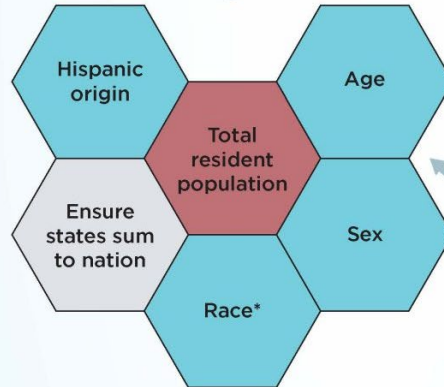 Hispanic
origin
Age
Total
resident
population
Ensure
states sum
to nation
Sex
Race*